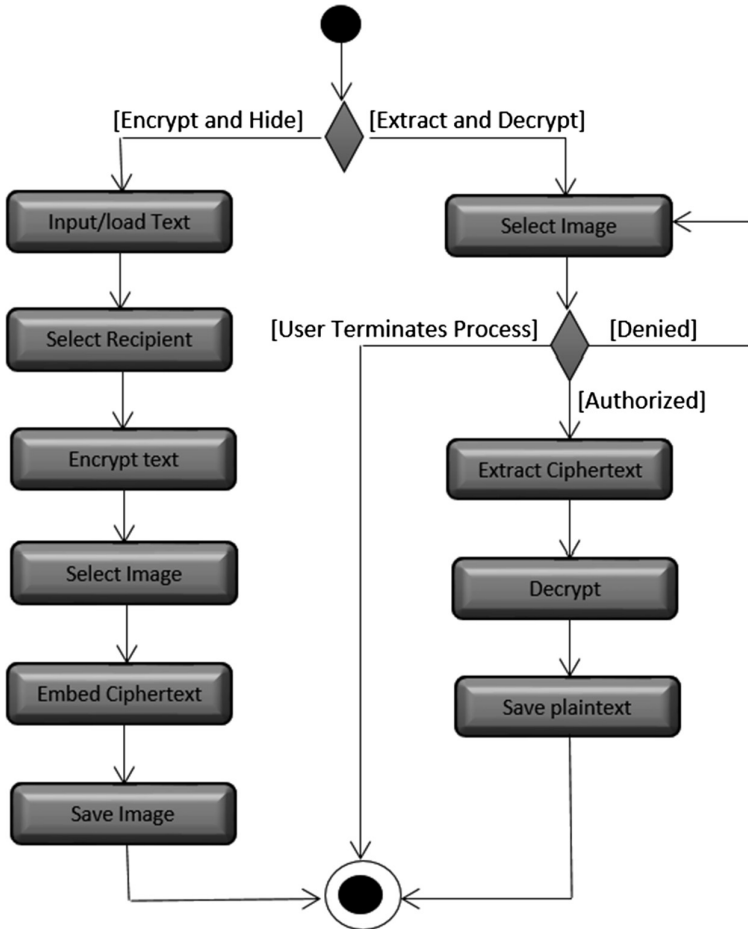 [Encrypt and Hide]
[Extract and Decrypt]
Input/load Text
Select Recipient
Encrypt text
Select Image
Embed Ciphertext
Save Image
Select Image
[User Terminates Process]
[Denied]
[Authorized]
Extract Ciphertext
Decrypt
Save plaintext